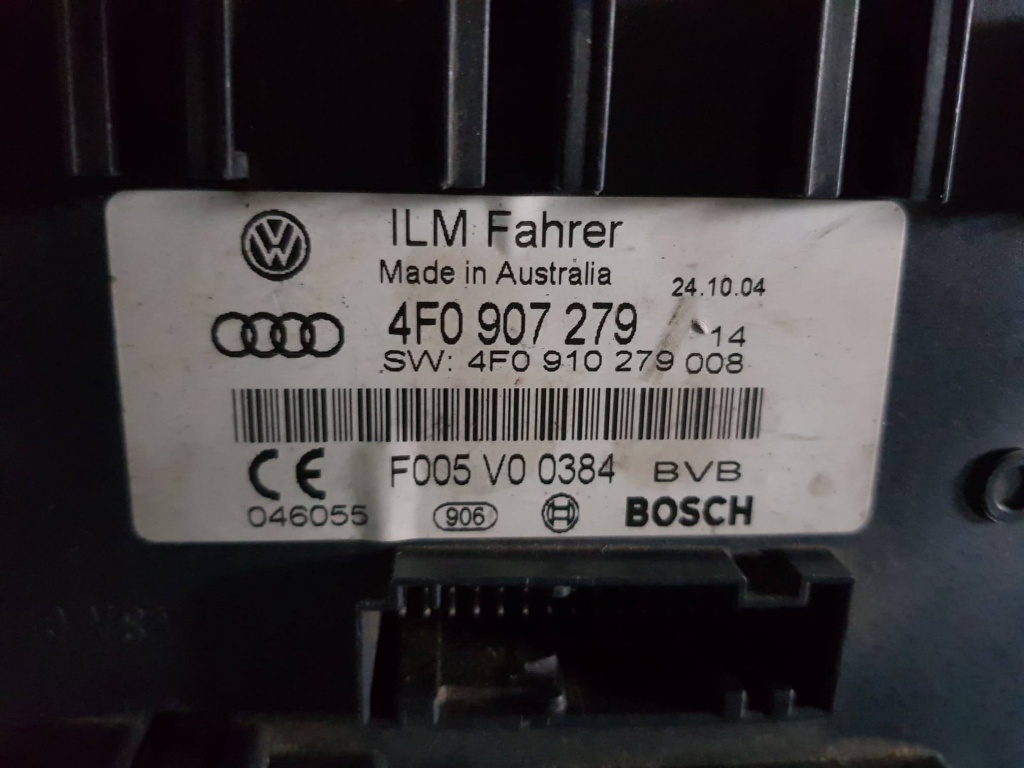 ILM Fahrer
Made in Australia
24.10.04
4F0 907 279
14
SW: 4F0 910 279 008
CE
F005 V0 0384 BVB
046055
906
BOSCH